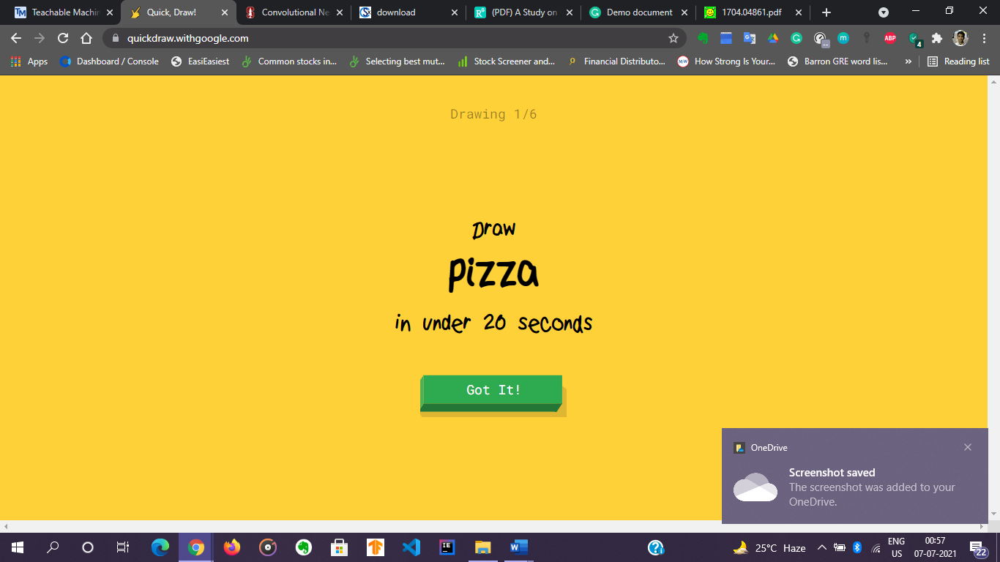 Teachable Machin
Quick, Draw!
Convolutional Ne
download
(PDF) A Study on
Demo document
1704.04861.pdf
quickdraw.withgoogle.com
ABP
4
Apps
Dashboard / Console
EasiEasiest
Common stocks in...
Selecting best mut...
Stock Screener and...
Financial Distributo...
How Strong Is Your...
Barron GRE word lis...
»
Reading list
Drawing 1/6
Draw
pizza
in under 20 seconds
Got It!
OneDrive
Screenshot saved
The screenshot was added to your
OneDrive.
25°C Haze
ENG
US
00:57
07-07-2021
22